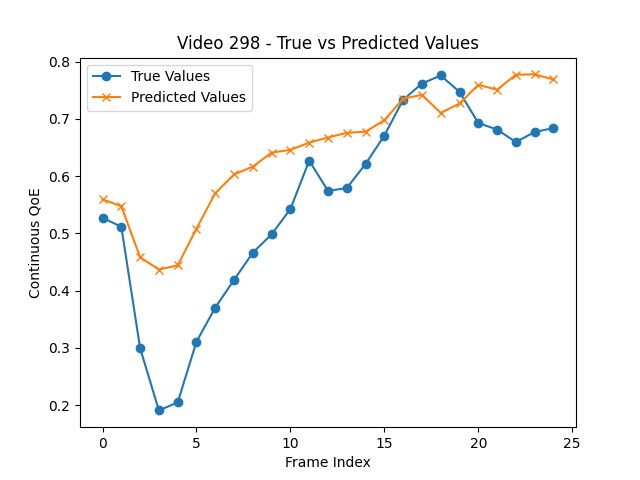 Video 298 - True vs Predicted Values
True Values
Predicted Values
Continuous QoE
0.8
0.7
0.6
0.5
0.4
0.3
0.2
0 5 10 15 20 25
Frame Index